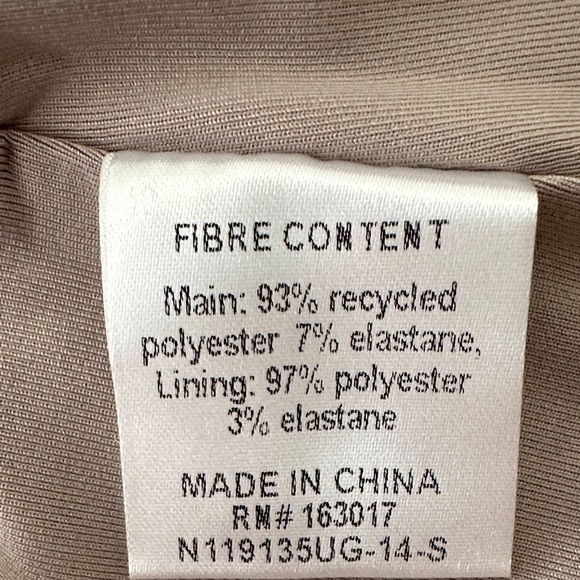 FIBRE CONTENT
Main: 93% recycled
polyester 7% elastane,
Lining: 97% polyester
3% elastane
MADE IN CHINA
RM# 163017
N119135UG-14-S